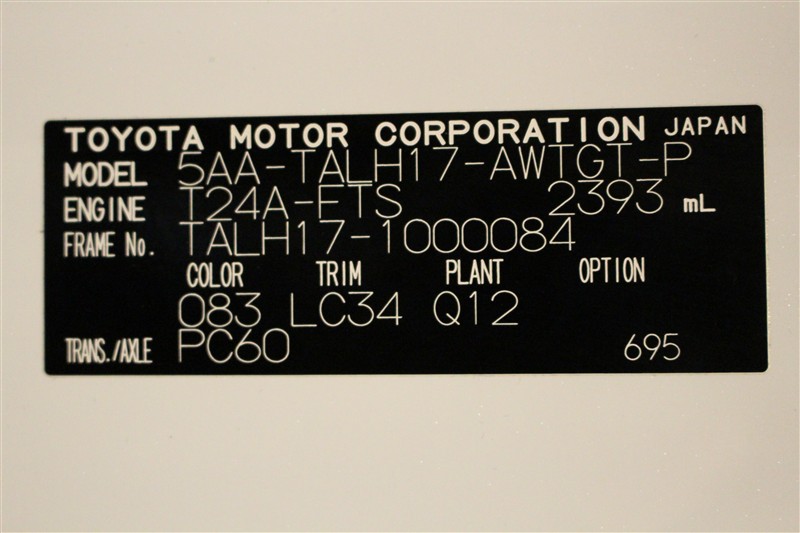 TOYOTA MOTOR CORPORATION JAPAN
MODEL 5AA-TALH17-AWTGT-P
ENGINE T24A-FTS 2393 mL
FRAME No. TALH17-1000084
COLOR TRIM PLANT OPTION
083 LC34 Q12
TRANS./AXLE PC60 695